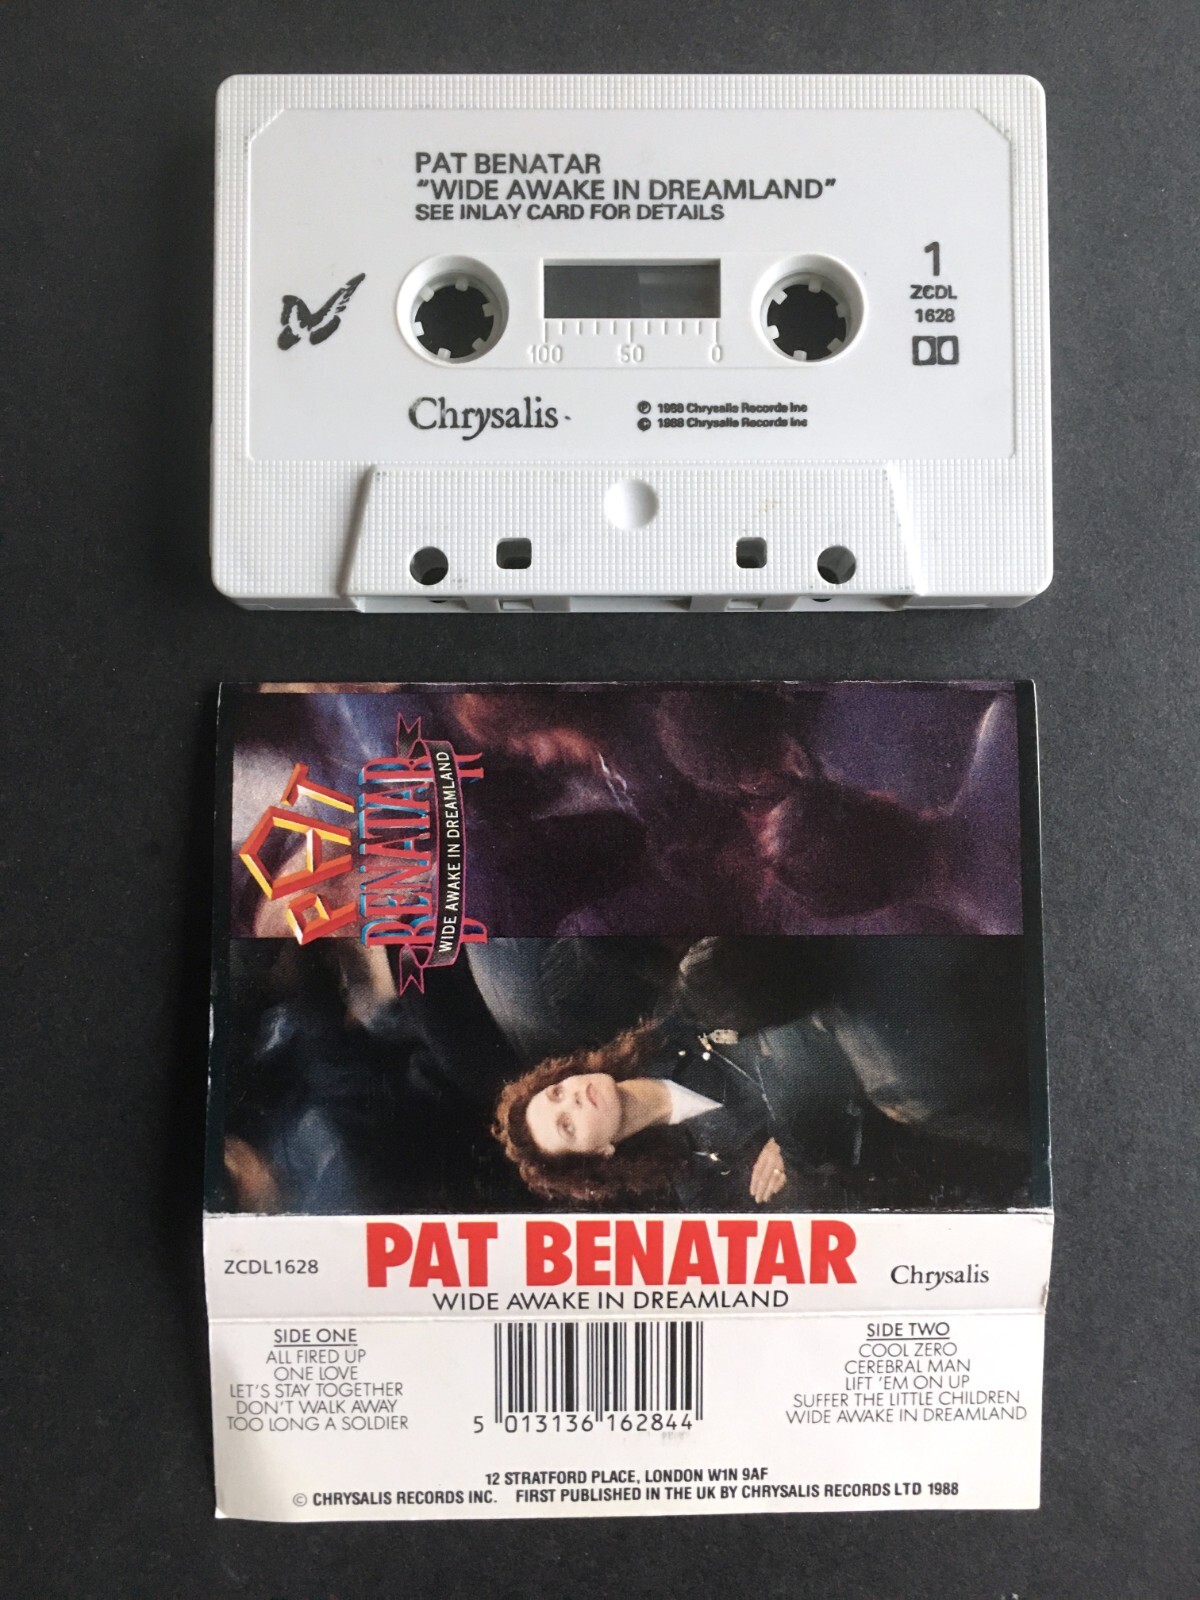 PAT BENATAR
"WIDE AWAKE IN DREAMLAND"
SEE INLAY CARD FOR DETAILS
1
ZCDL
1628
100 50 0
Chrysalis
℗ 1988 Chrysalis Records Inc
© 1988 Chrysalis Records Inc
PAT
BENATAR
WIDE AWAKE IN DREAMLAND
ZCDL1628
PAT BENATAR
Chrysalis
WIDE AWAKE IN DREAMLAND
SIDE ONE
ALL FIRED UP
ONE LOVE
LET'S STAY TOGETHER
DON'T WALK AWAY
TOO LONG A SOLDIER
5 013136 162844
SIDE TWO
COOL ZERO
CEREBRAL MAN
LIFT 'EM ON UP
SUFFER THE LITTLE CHILDREN
WIDE AWAKE IN DREAMLAND
12 STRATFORD PLACE, LONDON W1N 9AF
© CHRYSALIS RECORDS INC. FIRST PUBLISHED IN THE UK BY CHRYSALIS RECORDS LTD 1988